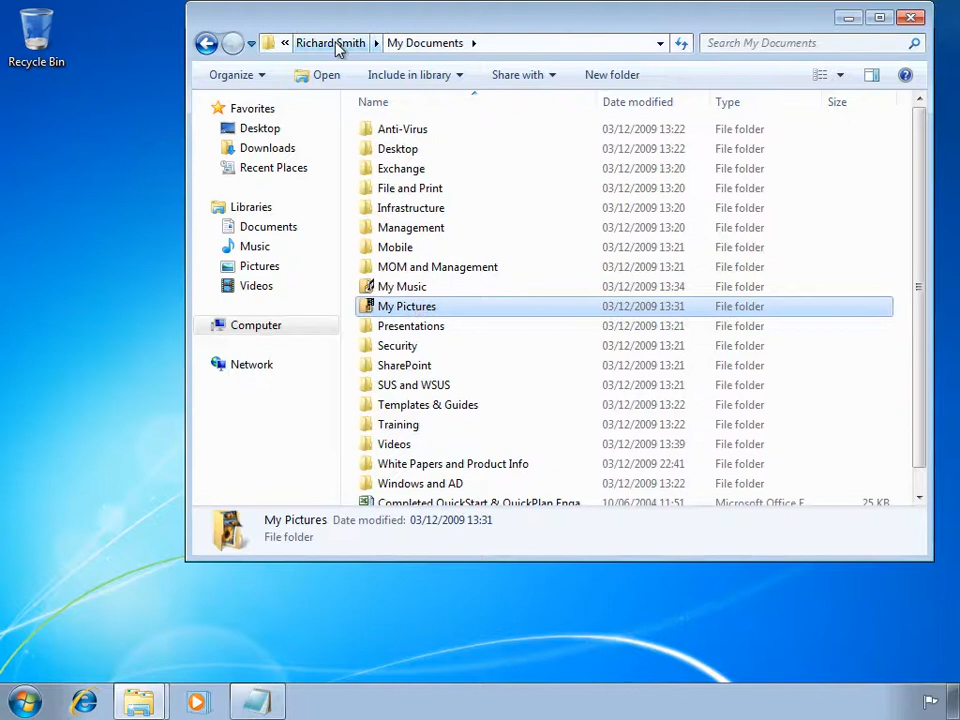 Recycle Bin
« Richard Smith My Documents
Search My Documents
Organize Open Include in library Share with New folder
Name Date modified Type Size
Favorites
Desktop
Downloads
Recent Places
Libraries
Documents
Music
Pictures
Videos
Computer
Network
Anti-Virus 03/12/2009 13:22 File folder
Desktop 03/12/2009 13:22 File folder
Exchange 03/12/2009 13:20 File folder
File and Print 03/12/2009 13:20 File folder
Infrastructure 03/12/2009 13:20 File folder
Management 03/12/2009 13:20 File folder
Mobile 03/12/2009 13:21 File folder
MOM and Management 03/12/2009 13:21 File folder
My Music 03/12/2009 13:34 File folder
My Pictures 03/12/2009 13:31 File folder
Presentations 03/12/2009 13:21 File folder
Security 03/12/2009 13:21 File folder
SharePoint 03/12/2009 13:21 File folder
SUS and WSUS 03/12/2009 13:21 File folder
Templates & Guides 03/12/2009 13:22 File folder
Training 03/12/2009 13:22 File folder
Videos 03/12/2009 13:39 File folder
White Papers and Product Info 03/12/2009 22:41 File folder
Windows and AD 03/12/2009 13:22 File folder
Completed QuickStart & QuickPlan Enga 10/06/2004 11:51 Microsoft Office E 25 KB
My Pictures Date modified: 03/12/2009 13:31
File folder